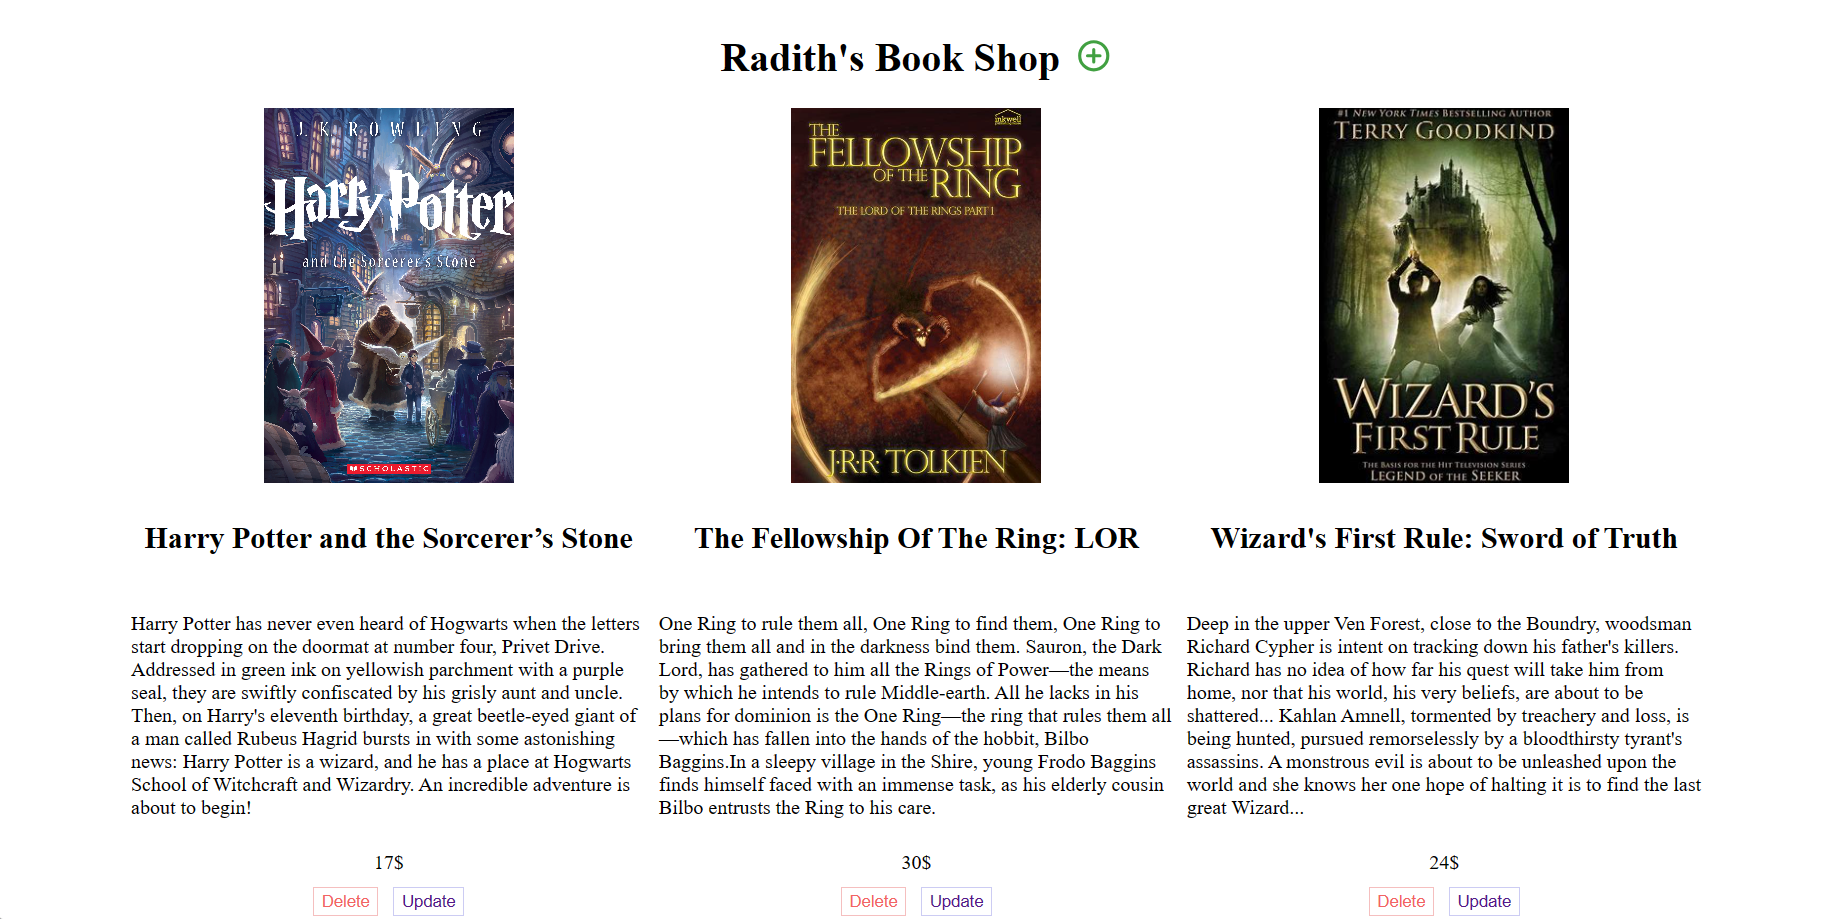 Radith's Book Shop
J. K. ROWLING
Harry Potter
and the Sorcerer's Stone
SCHOLASTIC
inkwell
THE
FELLOWSHIP
OF THE RING
THE LORD OF THE RINGS PART I
J·R·R· TOLKIEN
#1 NEW YORK TIMES BESTSELLING AUTHOR
TERRY GOODKIND
WIZARD'S
FIRST RULE
THE BASIS FOR THE HIT TELEVISION SERIES
LEGEND OF THE SEEKER
Harry Potter and the Sorcerer’s Stone
The Fellowship Of The Ring: LOR
Wizard's First Rule: Sword of Truth
Harry Potter has never even heard of Hogwarts when the letters
start dropping on the doormat at number four, Privet Drive.
Addressed in green ink on yellowish parchment with a purple
seal, they are swiftly confiscated by his grisly aunt and uncle.
Then, on Harry's eleventh birthday, a great beetle-eyed giant of
a man called Rubeus Hagrid bursts in with some astonishing
news: Harry Potter is a wizard, and he has a place at Hogwarts
School of Witchcraft and Wizardry. An incredible adventure is
about to begin!
One Ring to rule them all, One Ring to find them, One Ring to
bring them all and in the darkness bind them. Sauron, the Dark
Lord, has gathered to him all the Rings of Power—the means
by which he intends to rule Middle-earth. All he lacks in his
plans for dominion is the One Ring—the ring that rules them all
—which has fallen into the hands of the hobbit, Bilbo
Baggins.In a sleepy village in the Shire, young Frodo Baggins
finds himself faced with an immense task, as his elderly cousin
Bilbo entrusts the Ring to his care.
Deep in the upper Ven Forest, close to the Boundry, woodsman
Richard Cypher is intent on tracking down his father's killers.
Richard has no idea of how far his quest will take him from
home, nor that his world, his very beliefs, are about to be
shattered... Kahlan Amnell, tormented by treachery and loss, is
being hunted, pursued remorselessly by a bloodthirsty tyrant's
assassins. A monstrous evil is about to be unleashed upon the
world and she knows her one hope of halting it is to find the last
great Wizard...
17$
30$
24$
Delete Update
Delete Update
Delete Update